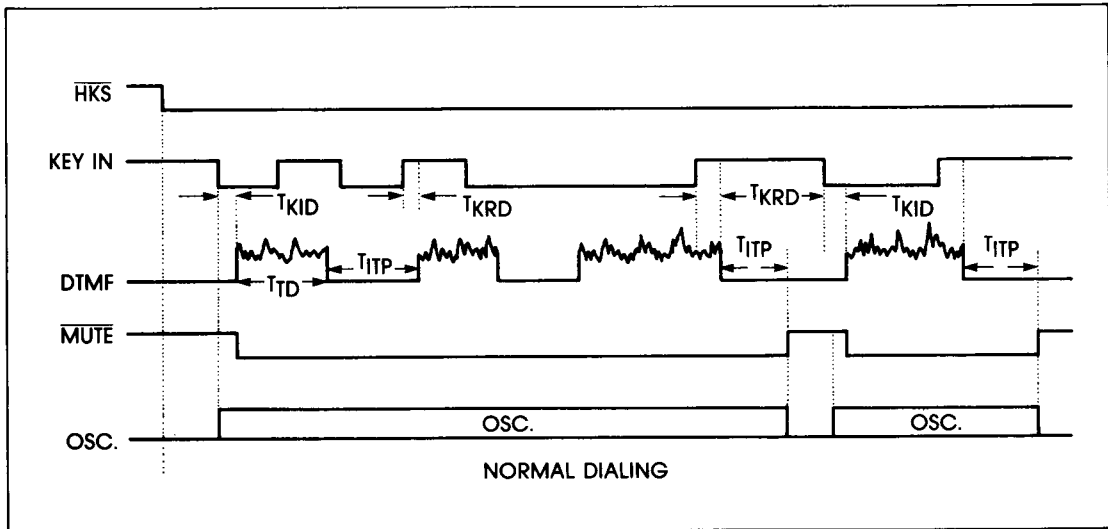 HKS
KEY IN
TKID
TKRD
TKRD
TKID
DTMF
TTD
TITP
TITP
TITP
MUTE
OSC.
OSC.
OSC.
NORMAL DIALING